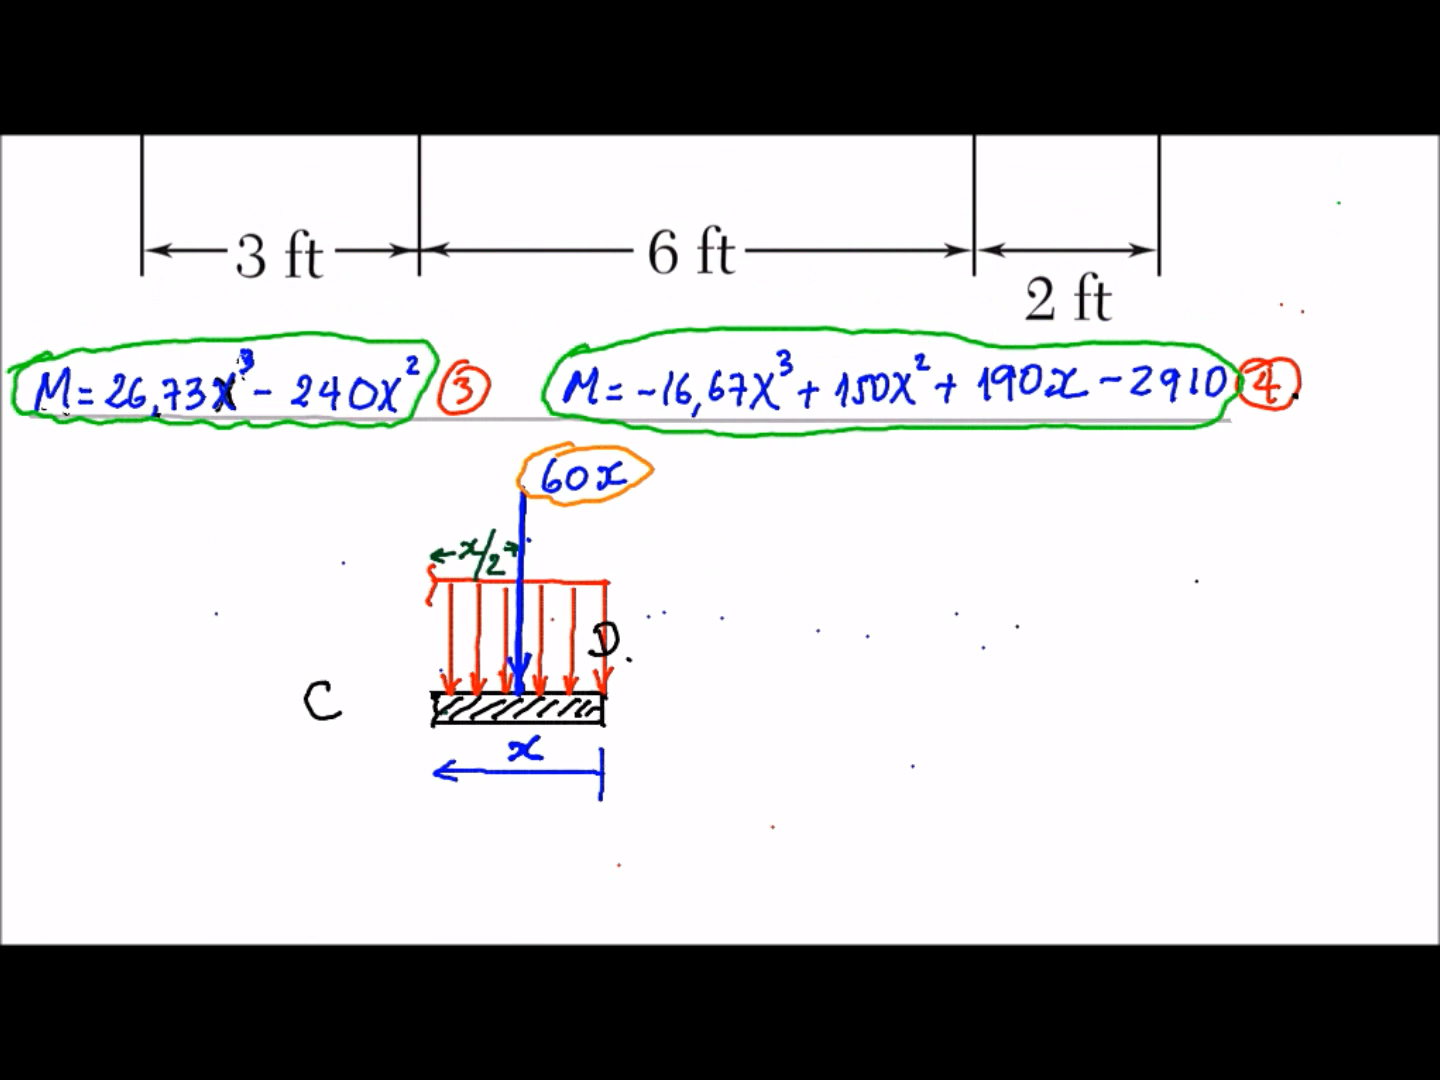 3 ft 6 ft 2 ft
M = 26,73x³ - 240x² ③ M = -16,67x³ + 150x² + 190x - 2910 ④
60x
x/2
D
C
x